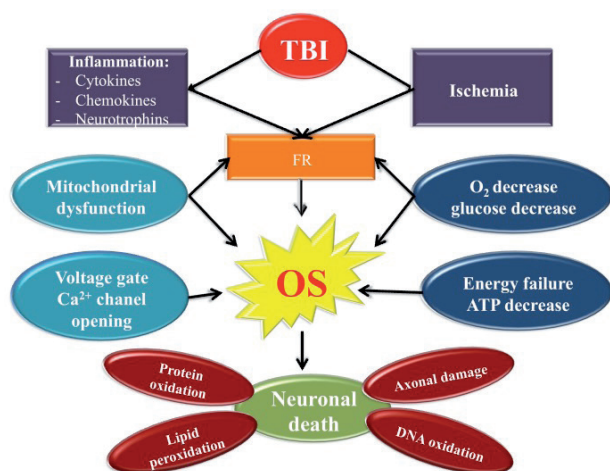 TBI
Inflammation:
- Cytokines
- Chemokines
- Neurotrophins
Ischemia
FR
Mitochondrial
dysfunction
O₂ decrease
glucose decrease
Voltage gate
Ca²⁺ chanel
opening
OS
Energy failure
ATP decrease
Protein
oxidation
Axonal damage
Neuronal
death
Lipid
peroxidation
DNA oxidation